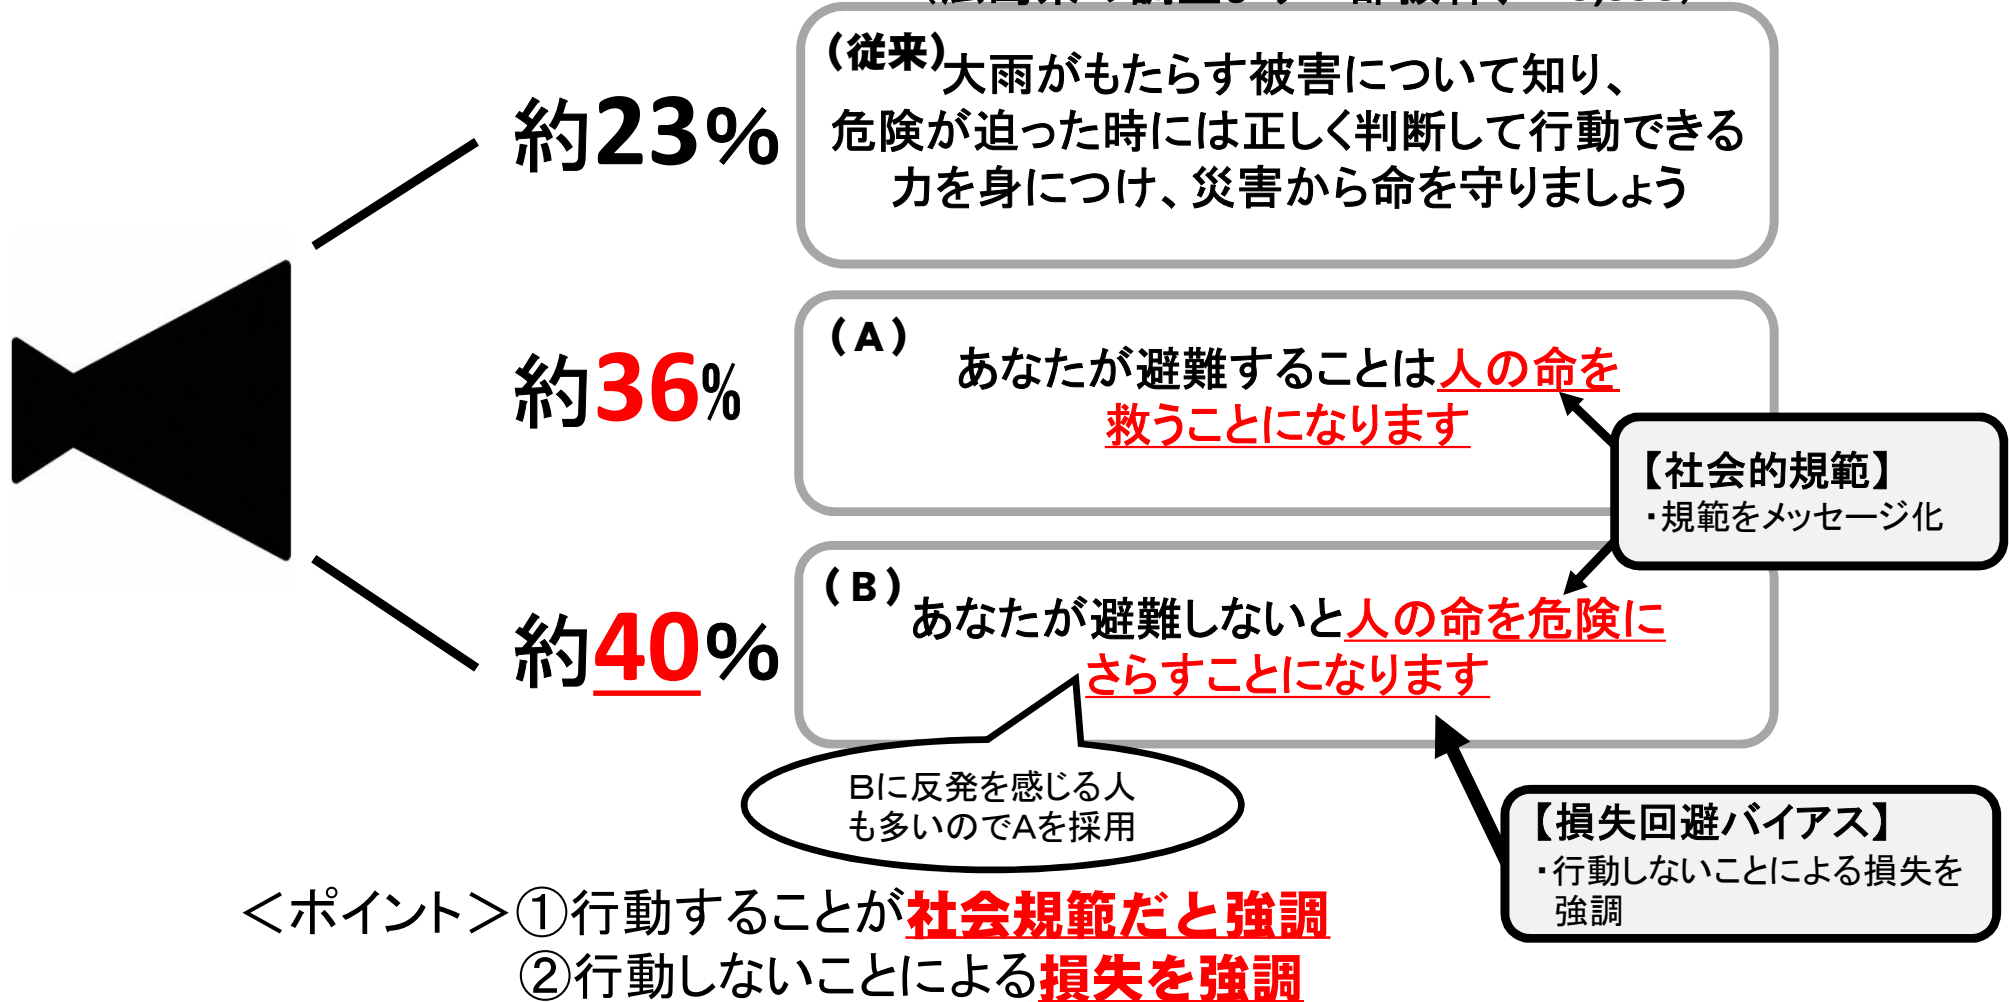 約23%
(従来)
大雨がもたらす被害について知り、
危険が迫った時には正しく判断して行動できる
力を身につけ、災害から命を守りましょう
約36%
(A)
あなたが避難することは人の命を
救うことになります
【社会的規範】
・規範をメッセージ化
約40%
(B)
あなたが避難しないと人の命を危険に
さらすことになります
Bに反発を感じる人
も多いのでAを採用
【損失回避バイアス】
・行動しないことによる損失を
強調
＜ポイント＞①行動することが社会規範だと強調
②行動しないことによる損失を強調